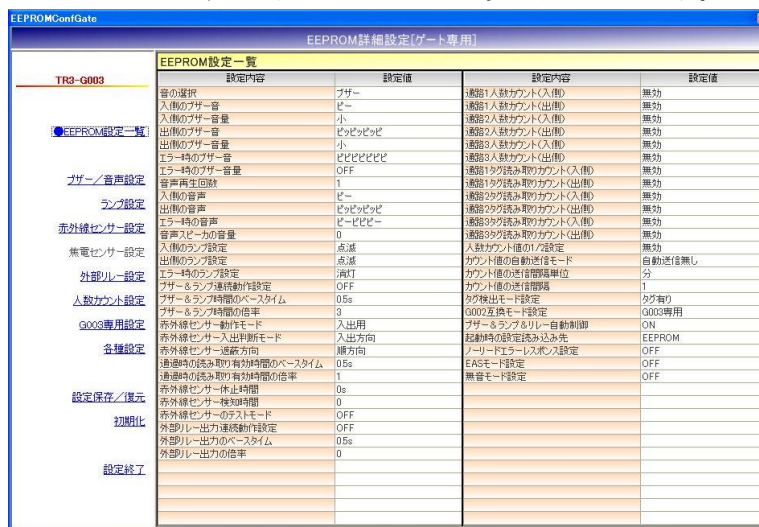 EEPROMConfGate
EEPROM詳細設定[ゲート専用]
TR3-G003
●EEPROM設定一覧
ブザー/音声設定
ランプ設定
赤外線センサー設定
焦電センサー設定
外部リレー設定
人数カウント設定
G003専用設定
各種設定
設定保存/復元
初期化
設定終了
EEPROM設定一覧
設定内容 設定値
音の選択 ブザー
入側のブザー音 ピー
入側のブザー音量 小
出側のブザー音 ピッピッピッピ
出側のブザー音量 小
エラー時のブザー音 ピピピピピピ
エラー時のブザー音量 OFF
音声再生回数 1
入側の音声 ピー
出側の音声 ピッピッピッピ
エラー時の音声 ピーピピピー
音声スピーカの音量 0
入側のランプ設定 点滅
出側のランプ設定 点滅
エラー時のランプ設定 消灯
ブザー&ランプ連続動作設定 OFF
ブザー&ランプ時間のベースタイム 0.5s
ブザー&ランプ時間の倍率 3
赤外線センサー動作モード 入出用
赤外線センサー入出判断モード 入出方向
赤外線センサー遮蔽方向 順方向
通過時の読み取り有効時間のベースタイム 0.5s
通過時の読み取り有効時間の倍率 1
赤外線センサー休止時間 0s
赤外線センサー検知時間 0
赤外線センサーのテストモード OFF
外部リレー出力連続動作設定 OFF
外部リレー出力のベースタイム 0.5s
外部リレー出力の倍率 0
設定内容 設定値
通路1人数カウント(入側) 無効
通路1人数カウント(出側) 無効
通路2人数カウント(入側) 無効
通路2人数カウント(出側) 無効
通路3人数カウント(入側) 無効
通路3人数カウント(出側) 無効
通路1タグ読み取りカウント(入側) 無効
通路1タグ読み取りカウント(出側) 無効
通路2タグ読み取りカウント(入側) 無効
通路2タグ読み取りカウント(出側) 無効
通路3タグ読み取りカウント(入側) 無効
通路3タグ読み取りカウント(出側) 無効
人数カウント値の1/2設定 無効
カウント値の自動送信モード 自動送信無し
カウント値の送信間隔単位 分
カウント値の送信間隔 1
タグ検出モード設定 タグ有り
G002互換モード設定 G003専用
ブザー&ランプ&リレー自動制御 ON
起動時の設定読み込み先 EEPROM
ノーリードエラーレスポンス設定 OFF
EASモード設定 OFF
無音モード設定 OFF